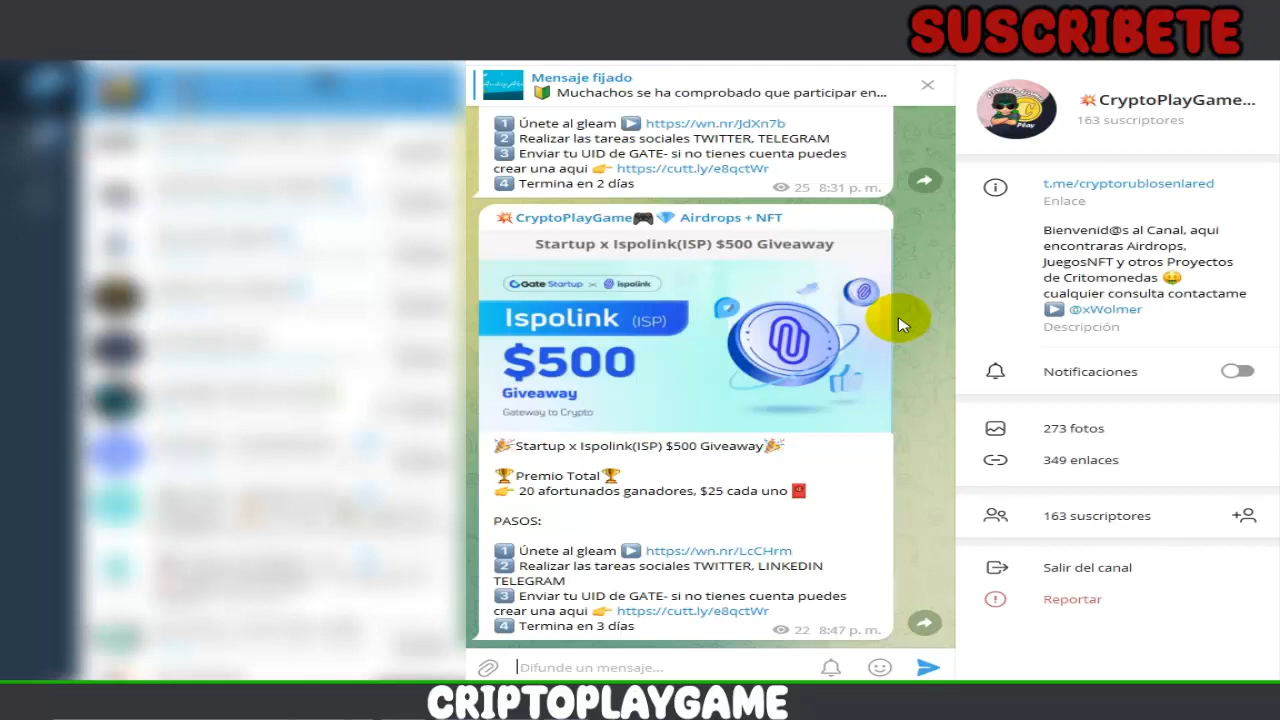 SUSCRIBETE
Mensaje fijado
🔰 Muchachos se ha comprobado que participar en...
1️⃣ Únete al gleam ▶️ https://wn.nr/JdXn7b
2️⃣ Realizar las tareas sociales TWITTER, TELEGRAM
3️⃣ Enviar tu UID de GATE- si no tienes cuenta puedes
crear una aqui 👉 https://cutt.ly/e8qctWr
4️⃣ Termina en 2 días
25 8:31 p. m.
💥CryptoPlayGame🎮💎 Airdrops + NFT
Startup x Ispolink(ISP) $500 Giveaway
Gate Startup x ispolink
Ispolink (ISP)
$500
Giveaway
Gateway to Crypto
🎉Startup x Ispolink(ISP) $500 Giveaway🎉
🏆Premio Total🏆
👉 20 afortunados ganadores, $25 cada uno 🧧
PASOS:
1️⃣ Únete al gleam ▶️ https://wn.nr/LcCHrm
2️⃣ Realizar las tareas sociales TWITTER, LINKEDIN
TELEGRAM
3️⃣ Enviar tu UID de GATE- si no tienes cuenta puedes
crear una aqui 👉 https://cutt.ly/e8qctWr
4️⃣ Termina en 3 días
22 8:47 p. m.
Difunde un mensaje...
💥CryptoPlayGame...
163 suscriptores
t.me/cryptorublosenlared
Enlace
Bienvenid@s al Canal, aqui
encontraras Airdrops,
JuegosNFT y otros Proyectos
de Critomonedas 🤑
cualquier consulta contactame
▶️ @xWolmer
Descripción
Notificaciones
273 fotos
349 enlaces
163 suscriptores
Salir del canal
Reportar
CRIPTOPLAYGAME